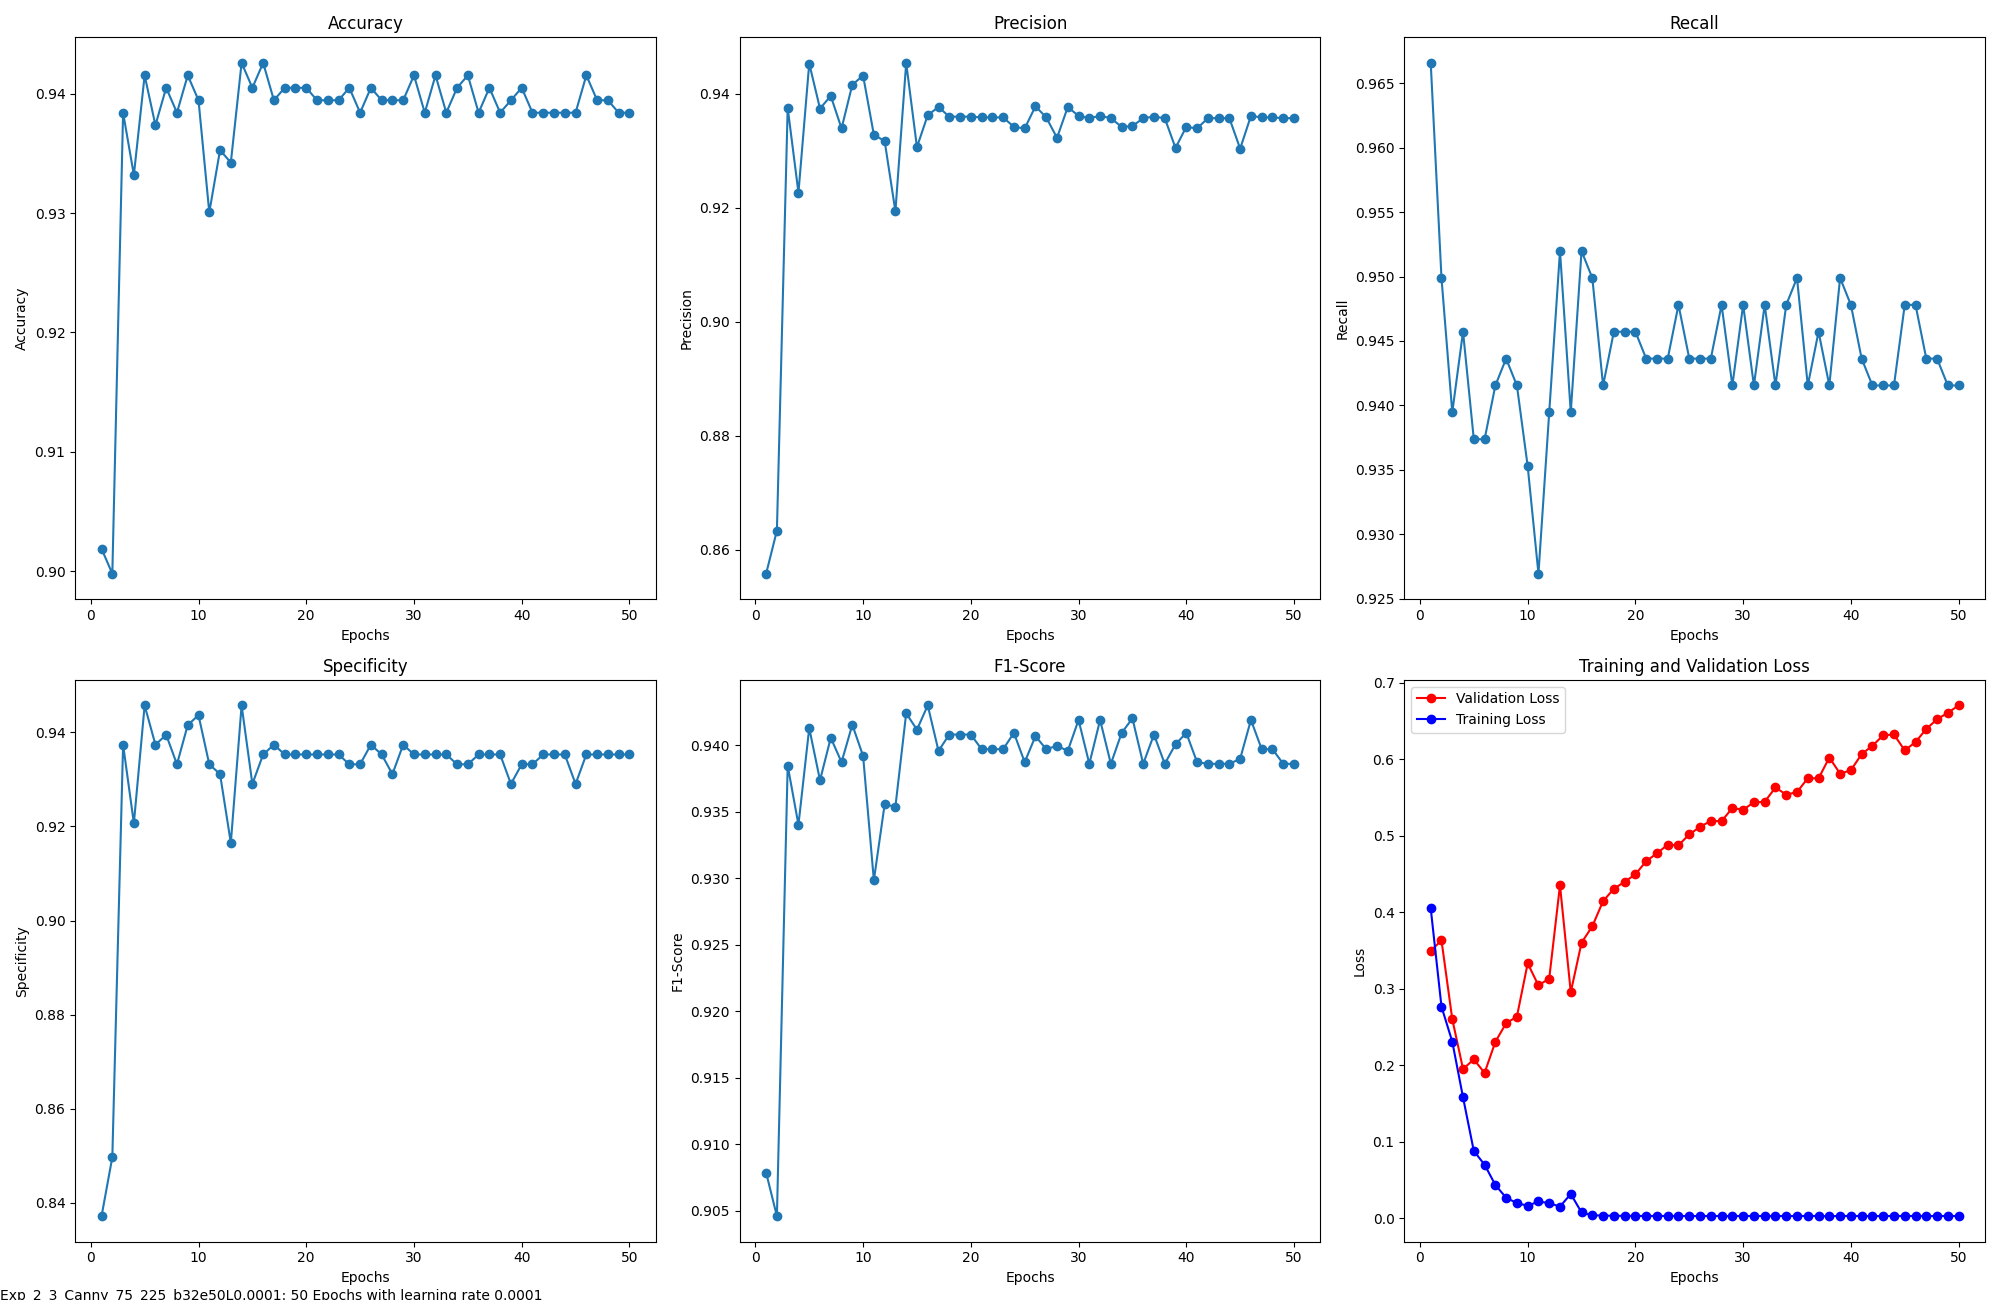 Accuracy
Accuracy
0.94
0.93
0.92
0.91
0.90
0 10 20 30 40 50
Epochs
Precision
Precision
0.94
0.92
0.90
0.88
0.86
0 10 20 30 40 50
Epochs
Recall
Recall
0.965
0.960
0.955
0.950
0.945
0.940
0.935
0.930
0.925
0 10 20 30 40 50
Epochs
Specificity
Specificity
0.94
0.92
0.90
0.88
0.86
0.84
0 10 20 30 40 50
Epochs
F1-Score
F1-Score
0.940
0.935
0.930
0.925
0.920
0.915
0.910
0.905
0 10 20 30 40 50
Epochs
Training and Validation Loss
Loss
0.7
0.6
0.5
0.4
0.3
0.2
0.1
0.0
Validation Loss
Training Loss
0 10 20 30 40 50
Epochs
Exp_2_3_Canny_75_225_b32e50L0.0001: 50 Epochs with learning rate 0.0001